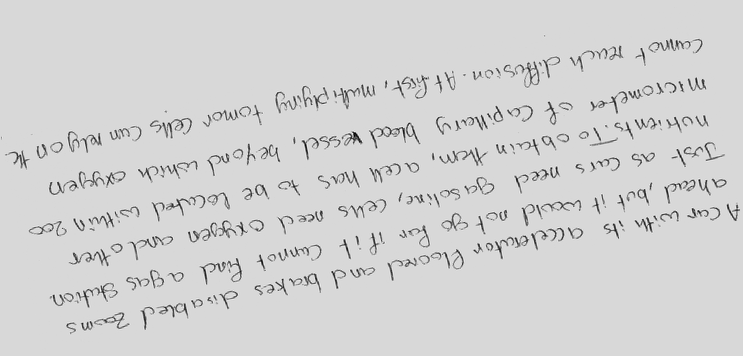 A car with its accelerator floored and brakes disabled zooms
ahead, but it would not go far if it cannot find a gas station
Just as cars need gasoline, cells need oxygen and other
nutrients. To obtain them, a cell has to be located within 200
micrometer of capillary blood vessel, beyond which oxygen
cannot reach diffusion. At first, multiplying tomor cells can rely on the